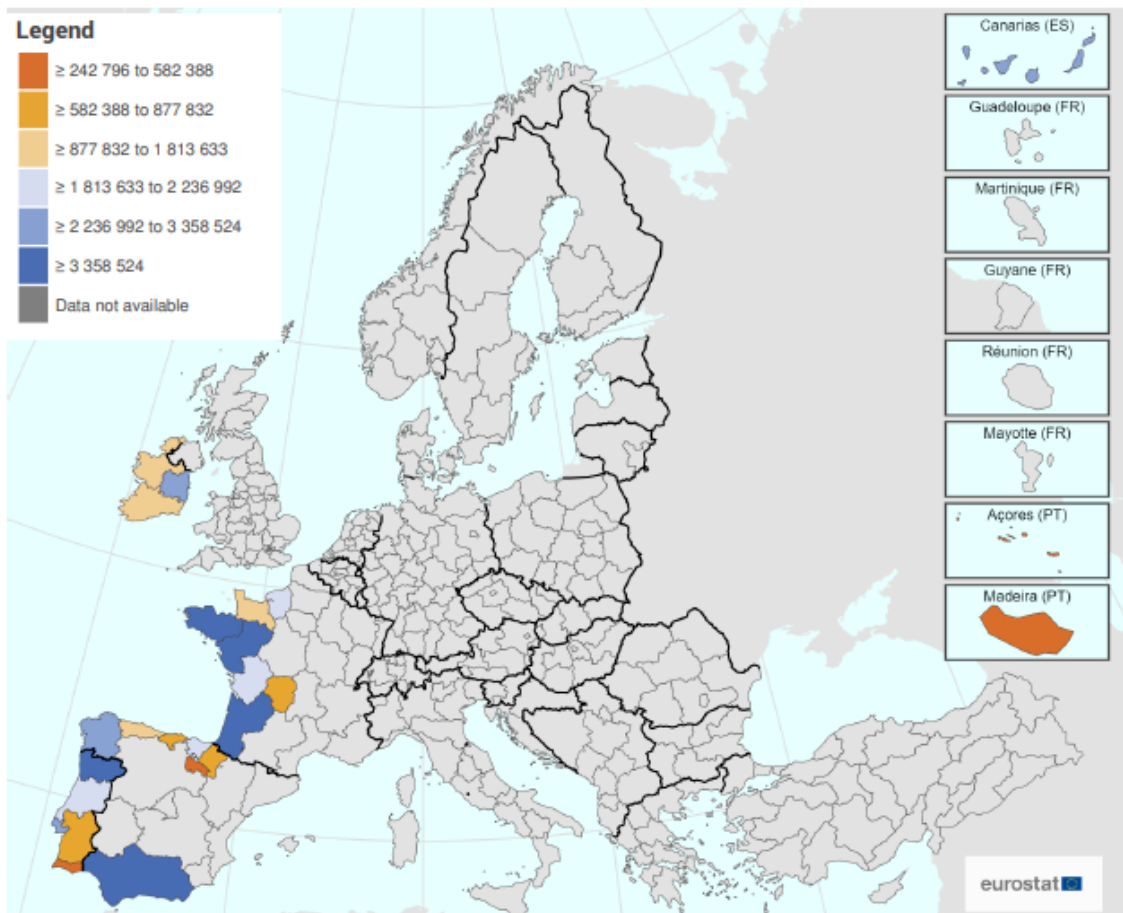 Legend
≥ 242 796 to 582 388
≥ 582 388 to 877 832
≥ 877 832 to 1 813 633
≥ 1 813 633 to 2 236 992
≥ 2 236 992 to 3 358 524
≥ 3 358 524
Data not available
Canarias (ES)
Guadeloupe (FR)
Martinique (FR)
Guyane (FR)
Réunion (FR)
Mayotte (FR)
Açores (PT)
Madeira (PT)
eurostat